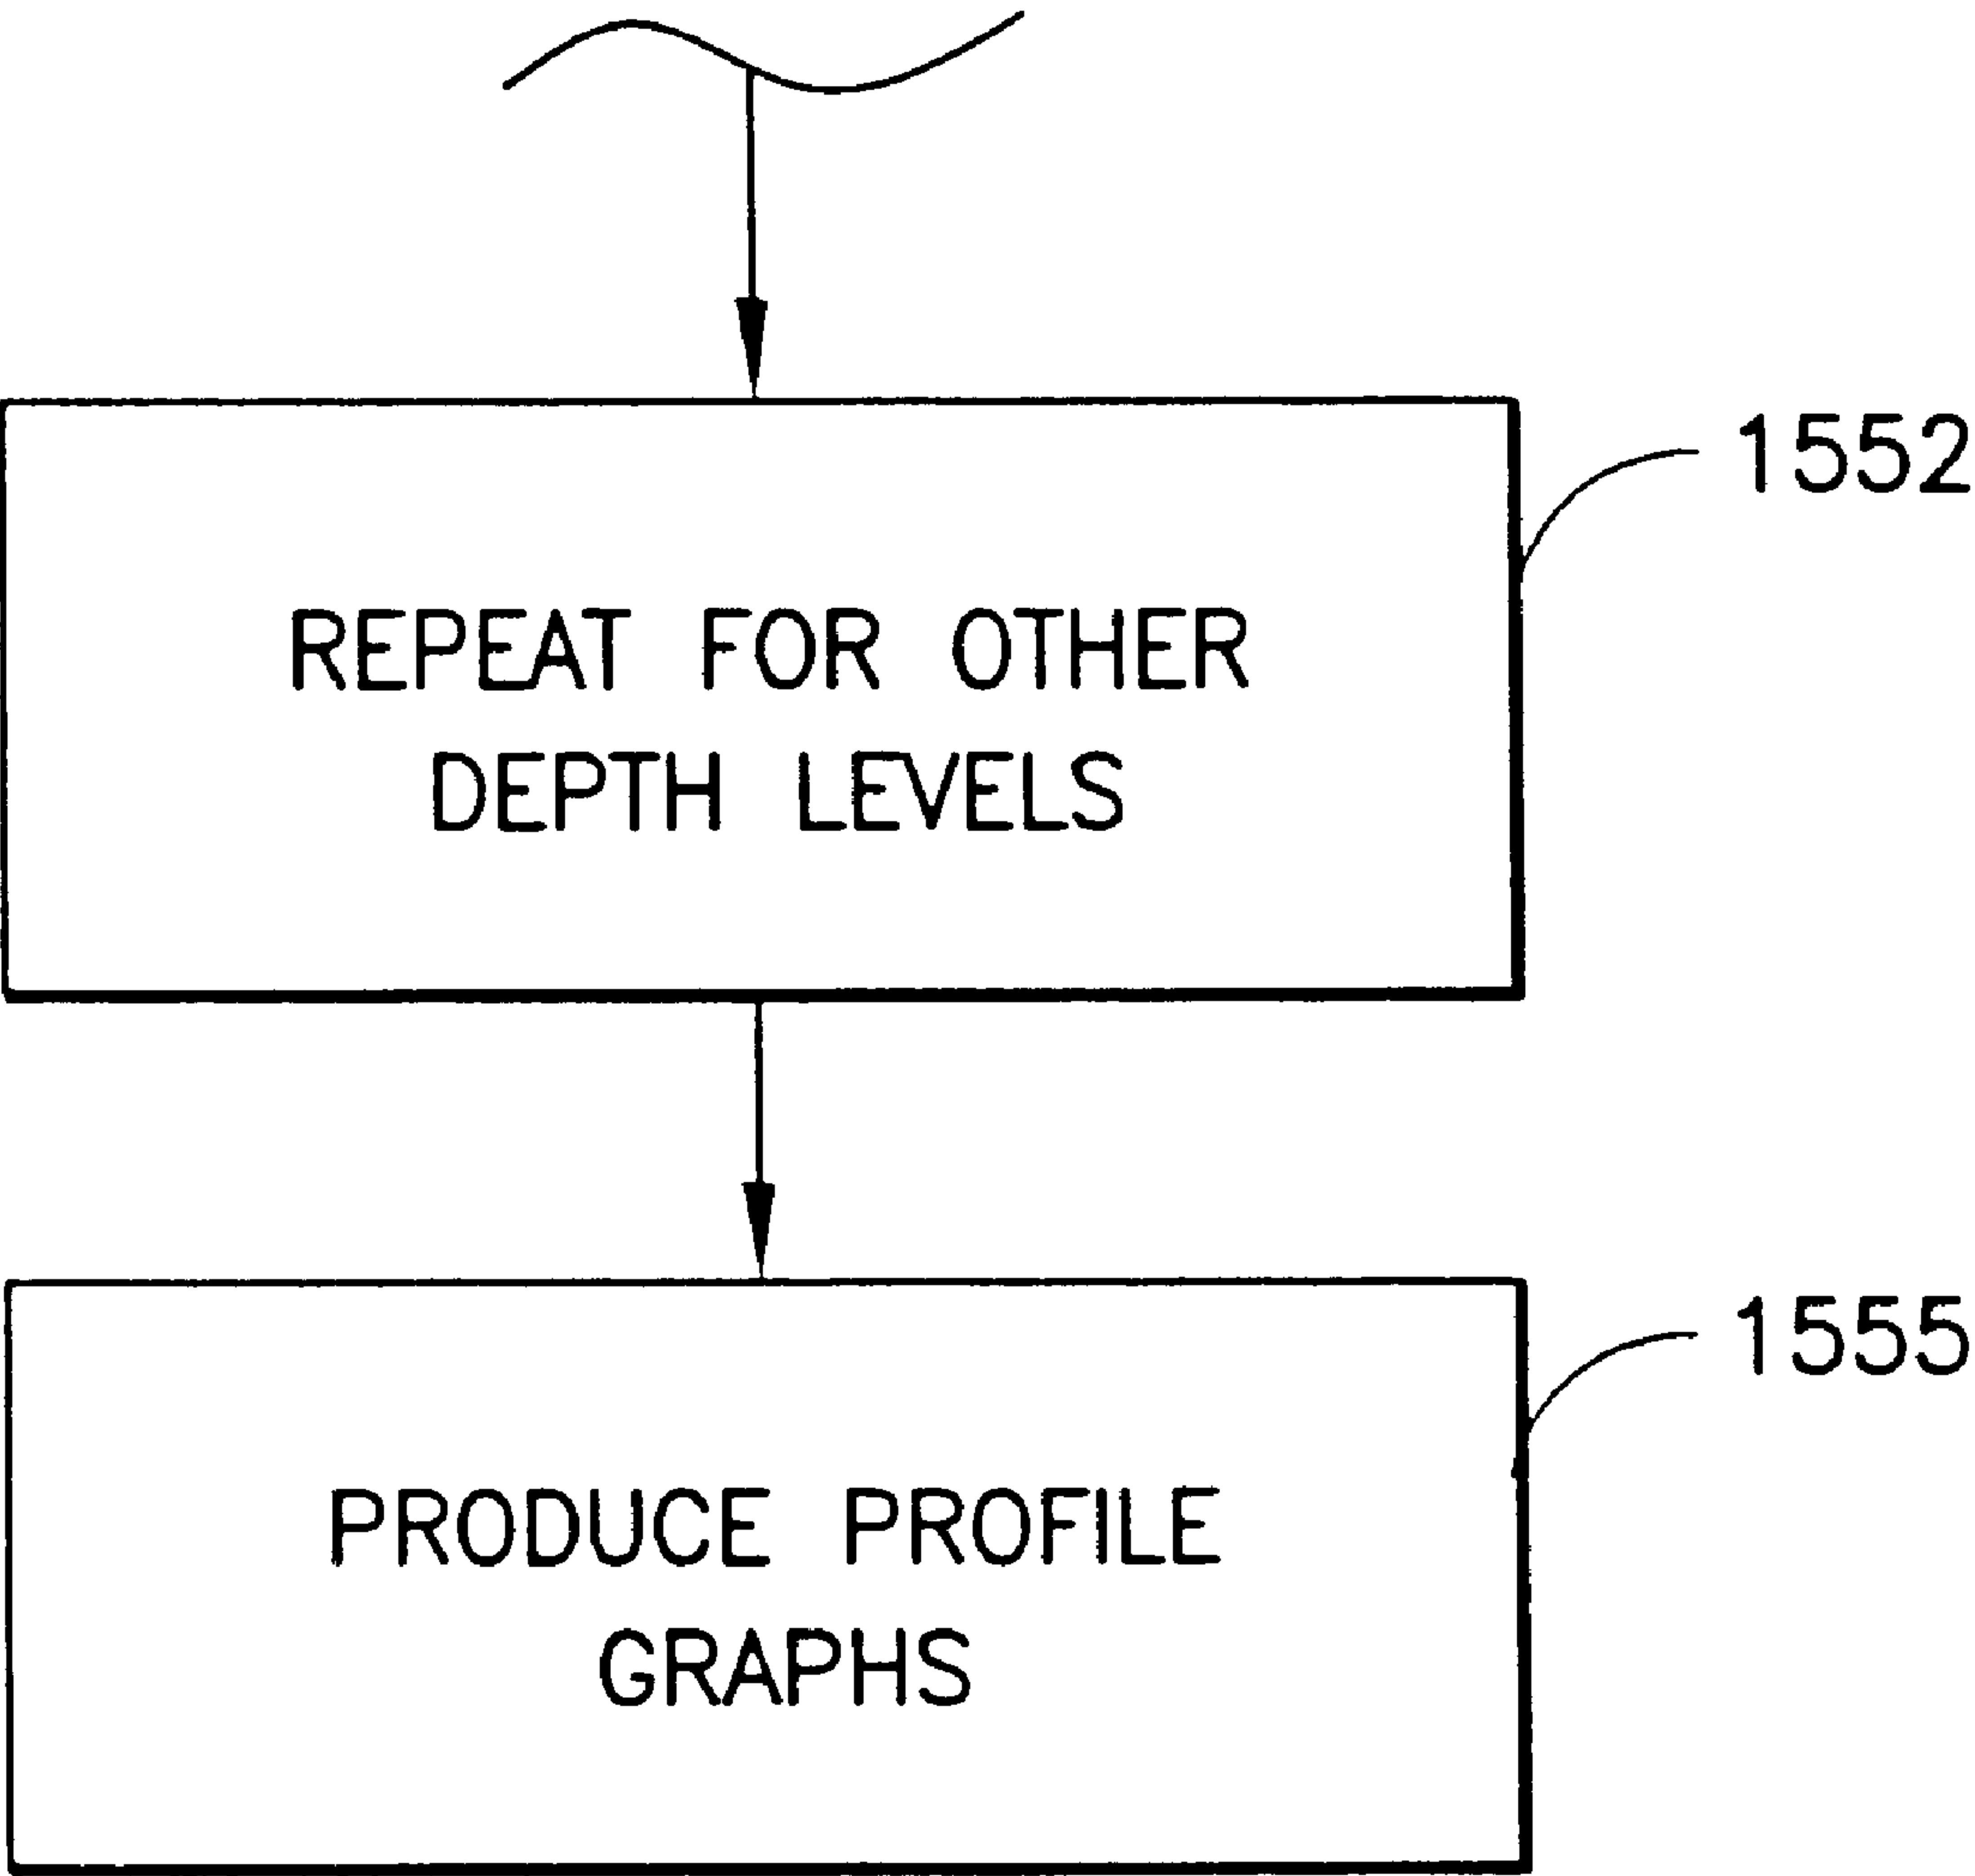 1552
REPEAT FOR OTHER
DEPTH LEVELS
1555
PRODUCE PROFILE
GRAPHS